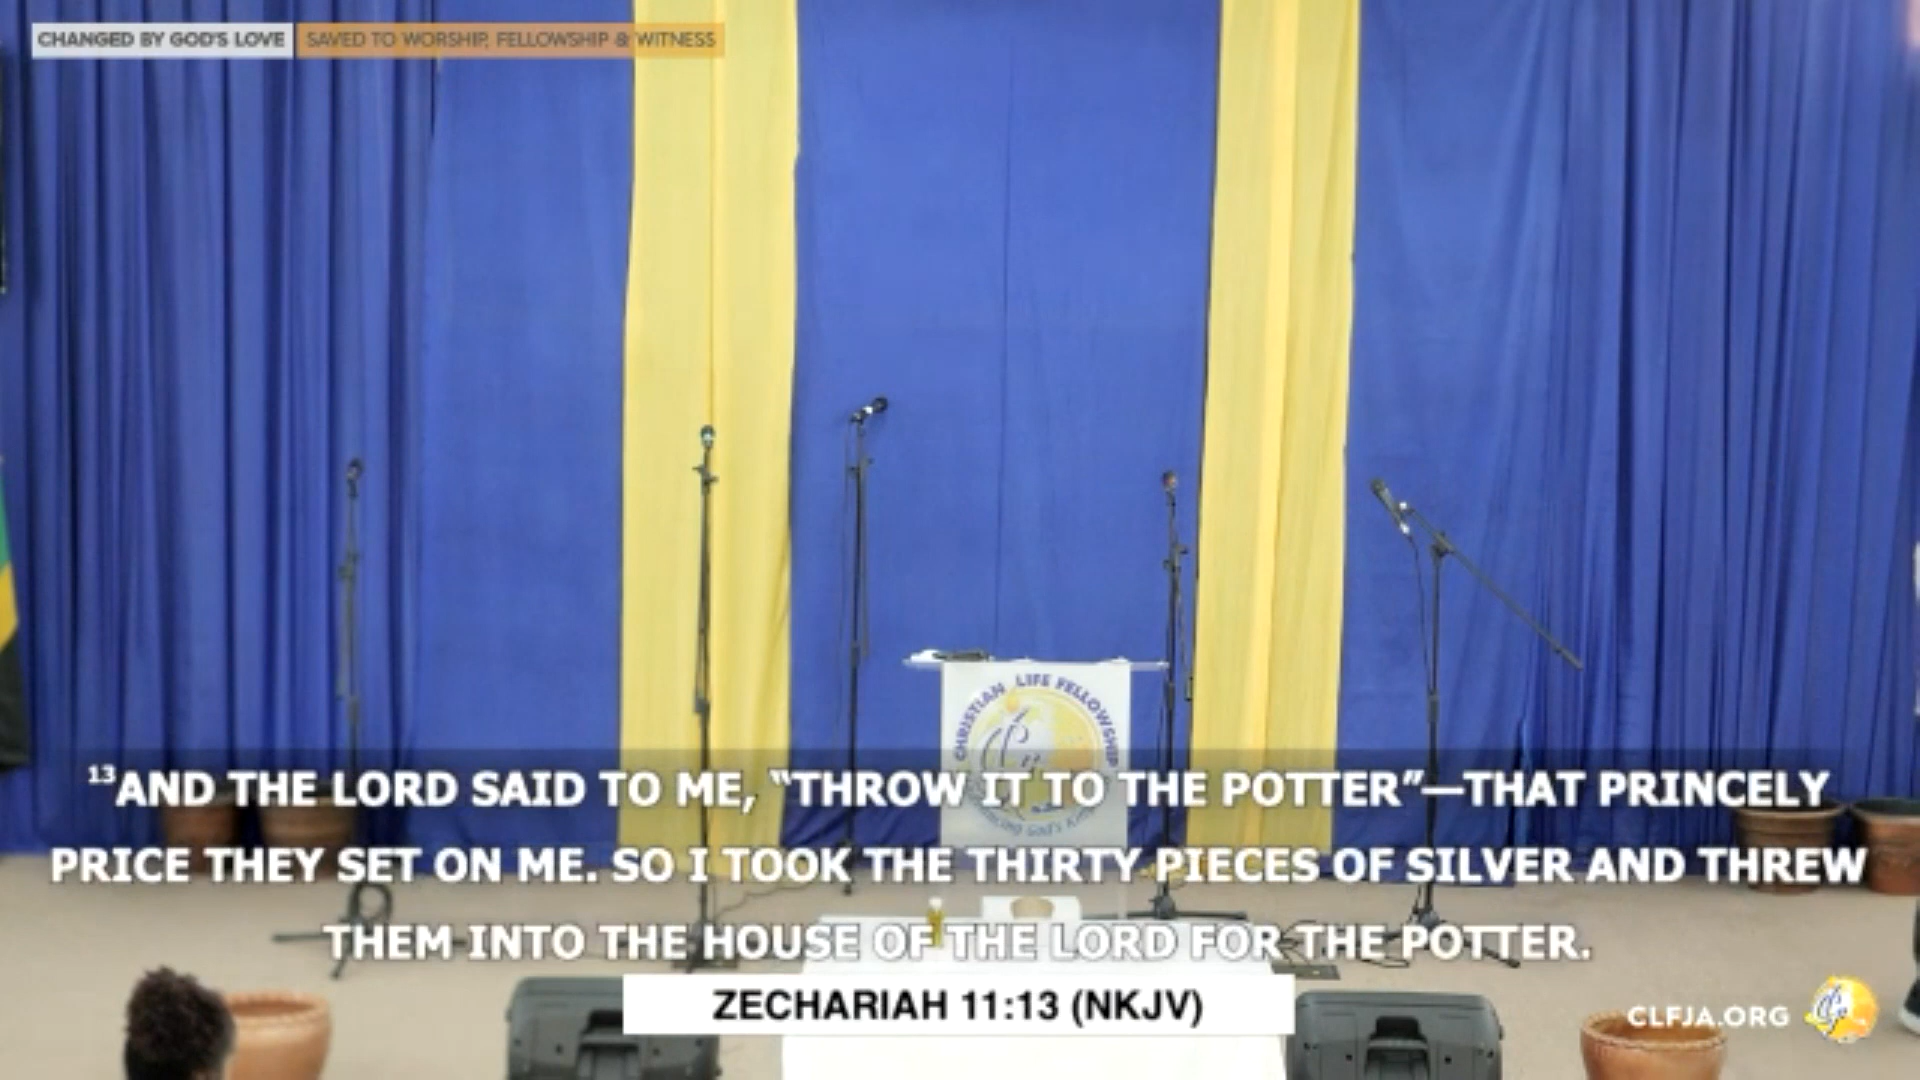 CHANGED BY GOD'S LOVE SAVED TO WORSHIP, FELLOWSHIP & WITNESS
CHRISTIAN LIFE FELLOWSHIP
13AND THE LORD SAID TO ME, “THROW IT TO THE POTTER”—THAT PRINCELY
PRICE THEY SET ON ME. SO I TOOK THE THIRTY PIECES OF SILVER AND THREW
THEM INTO THE HOUSE OF THE LORD FOR THE POTTER.
ZECHARIAH 11:13 (NKJV)
CLFJA.ORG